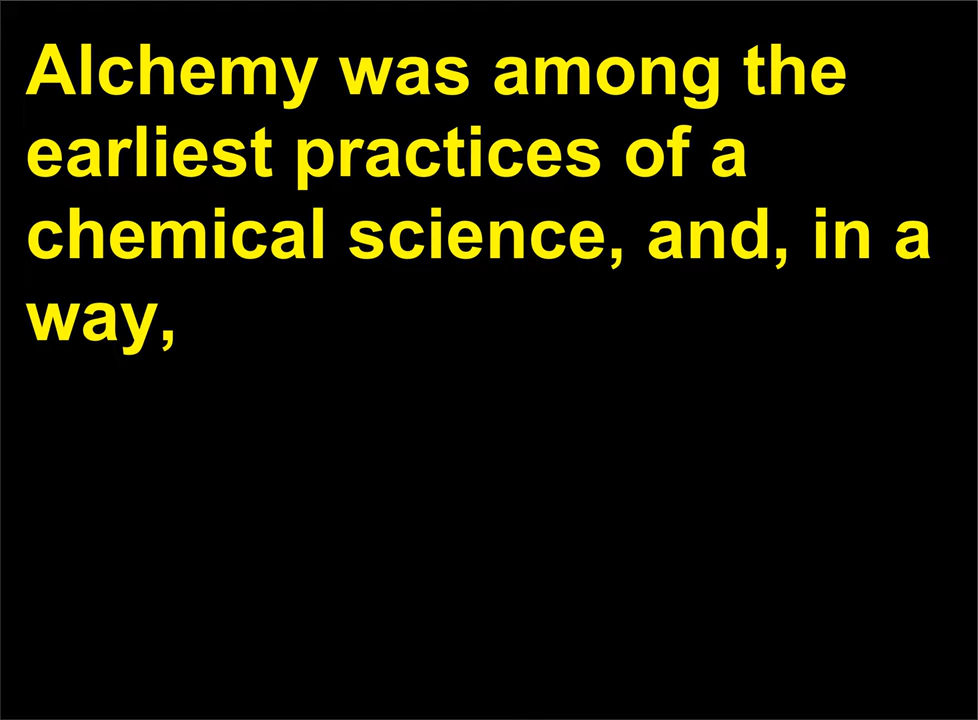 Alchemy was among the
earliest practices of a
chemical science, and, in a
way,